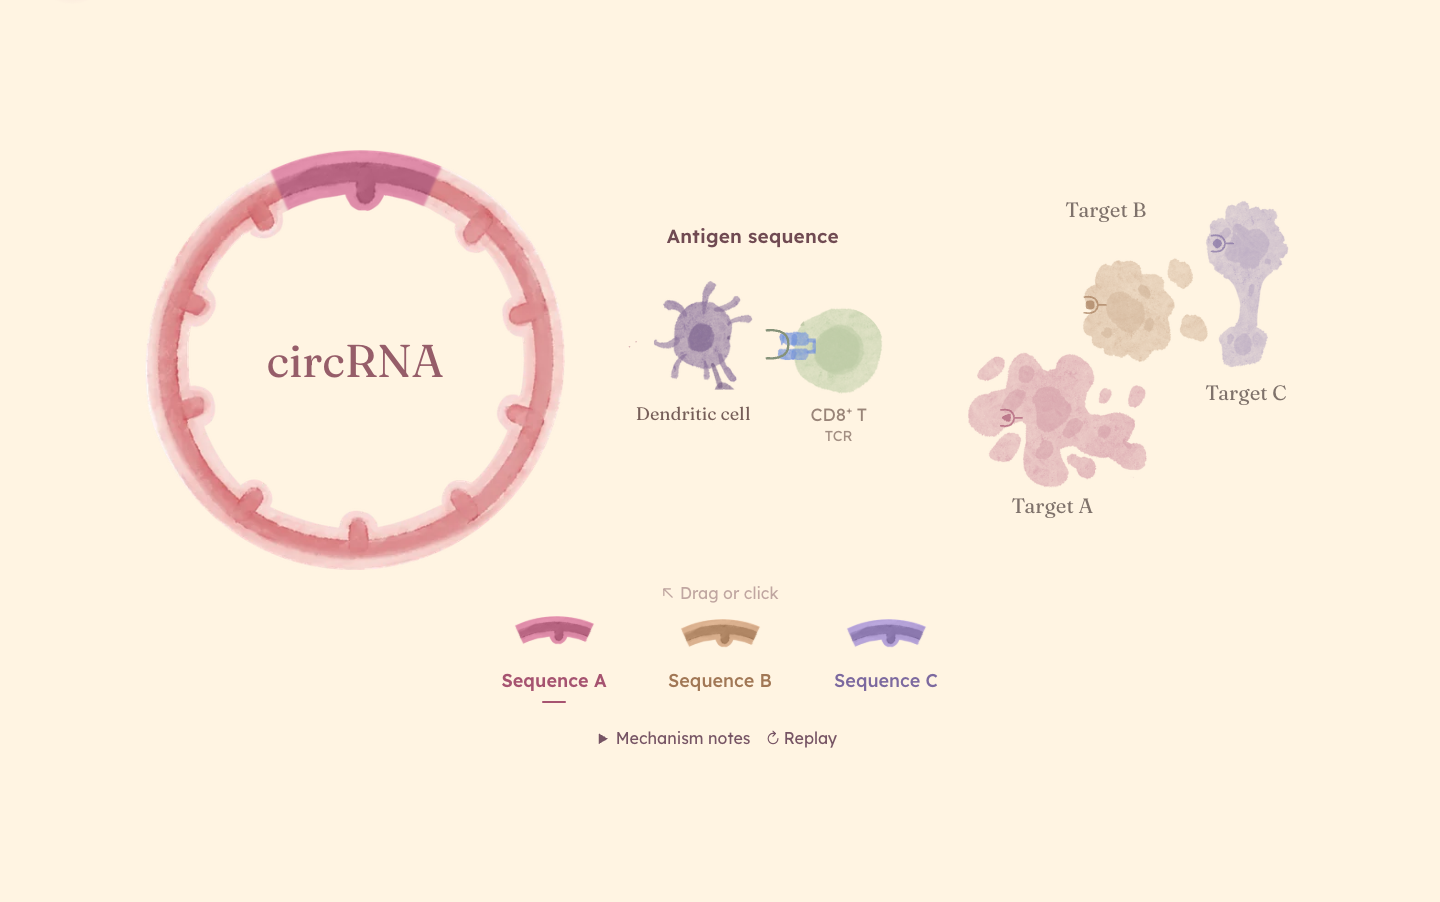 circRNA
Antigen sequence
Dendritic cell
CD8⁺ T
TCR
Target B
Target C
Target A
↖ Drag or click
Sequence A
Sequence B
Sequence C
▶ Mechanism notes
↻ Replay